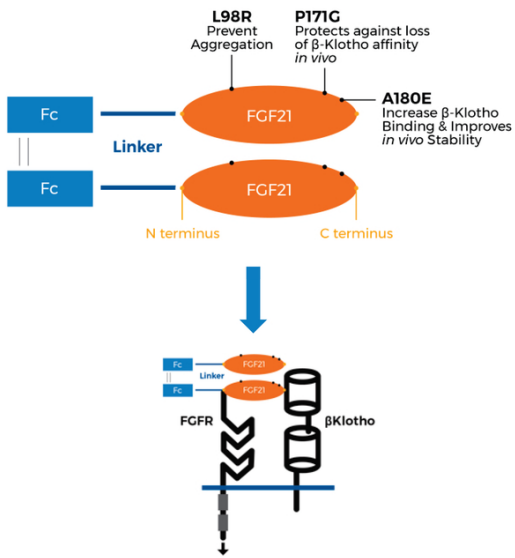 L98R
Prevent
Aggregation
P171G
Protects against loss
of β-Klotho affinity
in vivo
A180E
Increase β-Klotho
Binding & Improves
in vivo Stability
Fc
FGF21
Linker
Fc
FGF21
N terminus
C terminus
Fc
FGF21
Linker
Fc
FGF21
FGFR
βKlotho